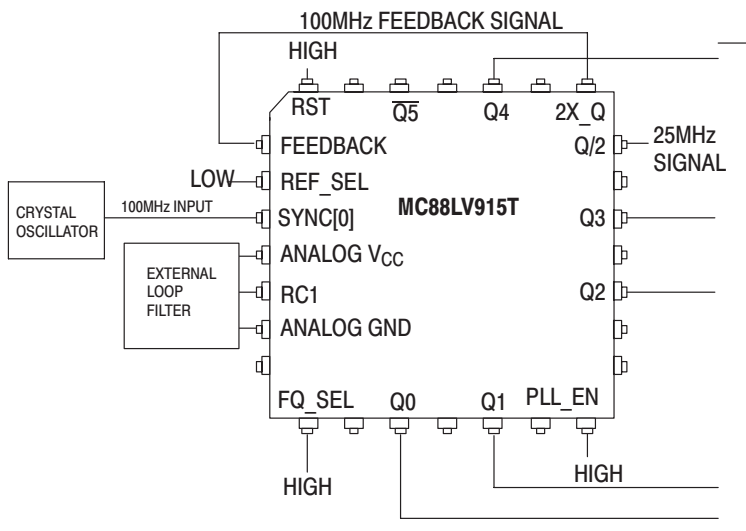 100MHz FEEDBACK SIGNAL
HIGH
RST
Q5
Q4
2X_Q
FEEDBACK
Q/2
25MHz
SIGNAL
LOW
REF_SEL
MC88LV915T
CRYSTAL
OSCILLATOR
100MHz INPUT
SYNC[0]
Q3
ANALOG VCC
EXTERNAL
LOOP
FILTER
RC1
Q2
ANALOG GND
FQ_SEL
Q0
Q1
PLL_EN
HIGH
HIGH